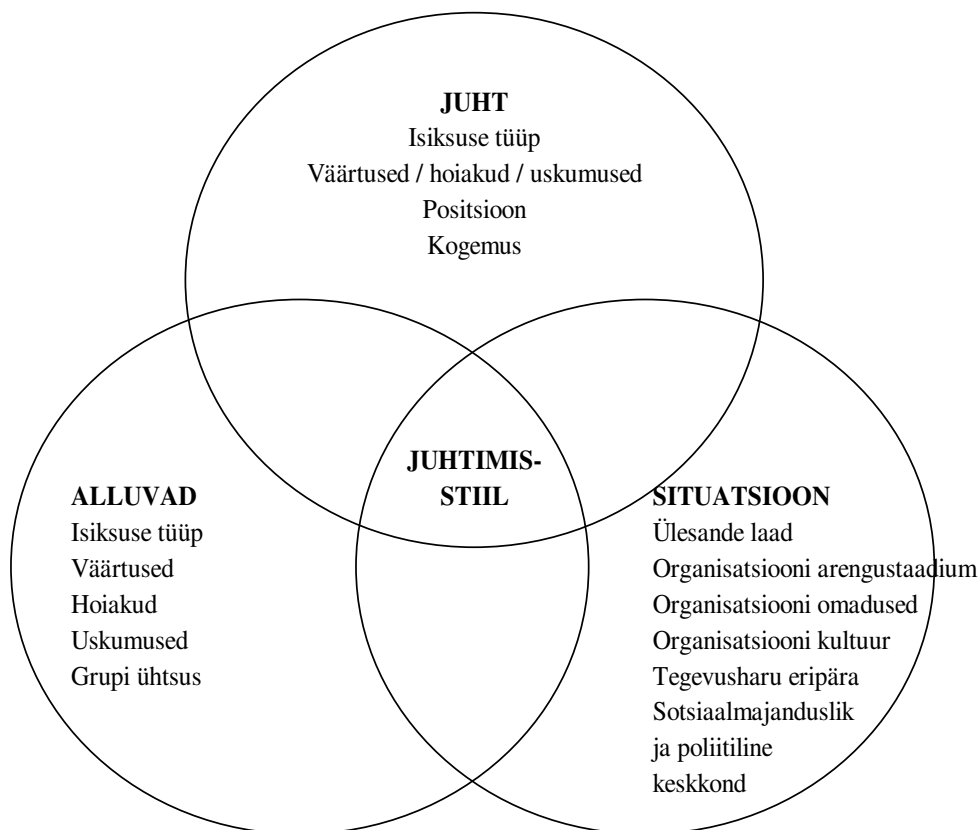 JUHT
Isiksuse tüüp
Väärtused / hoiakud / uskumused
Positsioon
Kogemus
JUHTIMIS-
STIIL
ALLUVAD
Isiksuse tüüp
Väärtused
Hoiakud
Uskumused
Grupi ühtsus
SITUATSIOON
Ülesande laad
Organisatsiooni arengustaadium
Organisatsiooni omadused
Organisatsiooni kultuur
Tegevusharu eripära
Sotsiaalmajanduslik
ja poliitiline
keskkond